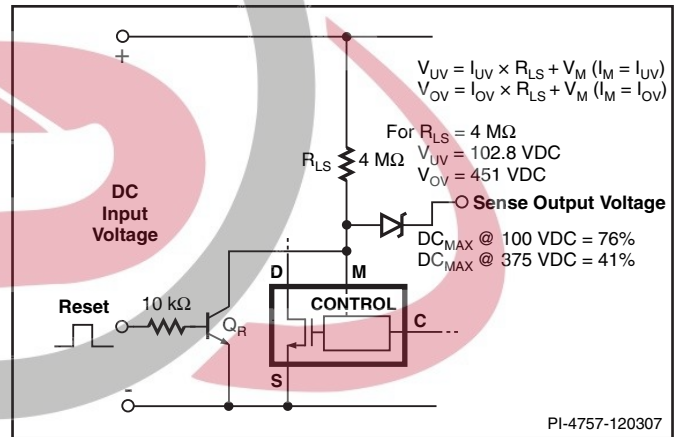 +
V_UV = I_UV × R_LS + V_M (I_M = I_UV)
V_OV = I_OV × R_LS + V_M (I_M = I_OV)
For R_LS = 4 MΩ
V_UV = 102.8 VDC
V_OV = 451 VDC
R_LS
4 MΩ
DC
Input
Voltage
Sense Output Voltage
DC_MAX @ 100 VDC = 76%
DC_MAX @ 375 VDC = 41%
D
M
CONTROL
C
Reset
10 kΩ
Q_R
S
-
PI-4757-120307